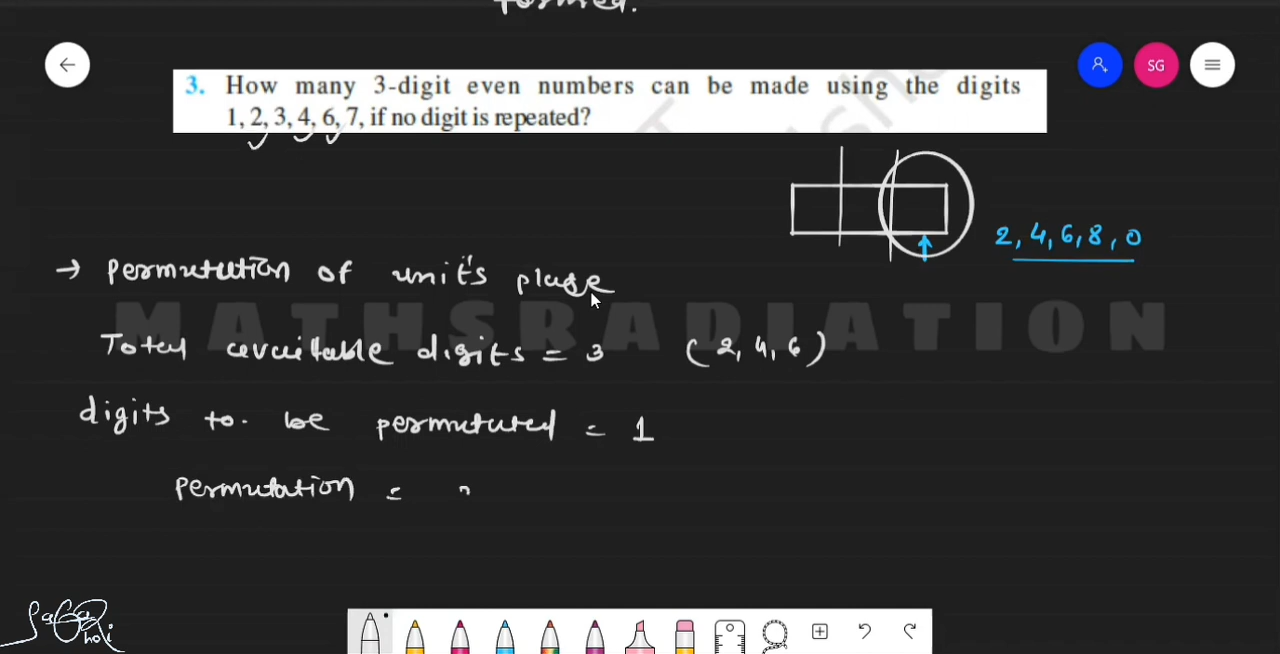 formed.
SG
3. How many 3-digit even numbers can be made using the digits
1, 2, 3, 4, 6, 7, if no digit is repeated?
2, 4, 6, 8, 0
→ permutation of unit's place
MATHSRADIATION
Total available digits = 3 (2, 4, 6)
digits to be permutured = 1
permutation =